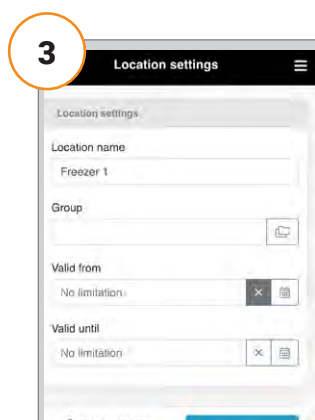 3
Location settings
Location settings
Location name
Freezer 1
Group
Valid from
No limitation
Valid until
No limitation